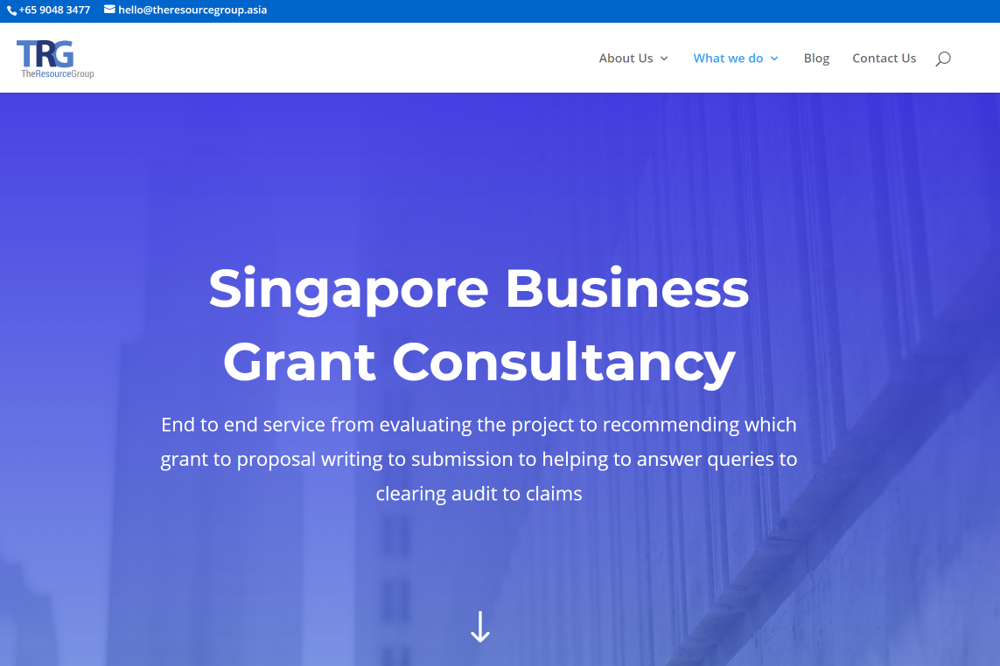 +65 9048 3477 hello@theresourcegroup.asia
TRG
TheResourceGroup
About Us What we do Blog Contact Us
Singapore Business
Grant Consultancy
End to end service from evaluating the project to recommending which
grant to proposal writing to submission to helping to answer queries to
clearing audit to claims